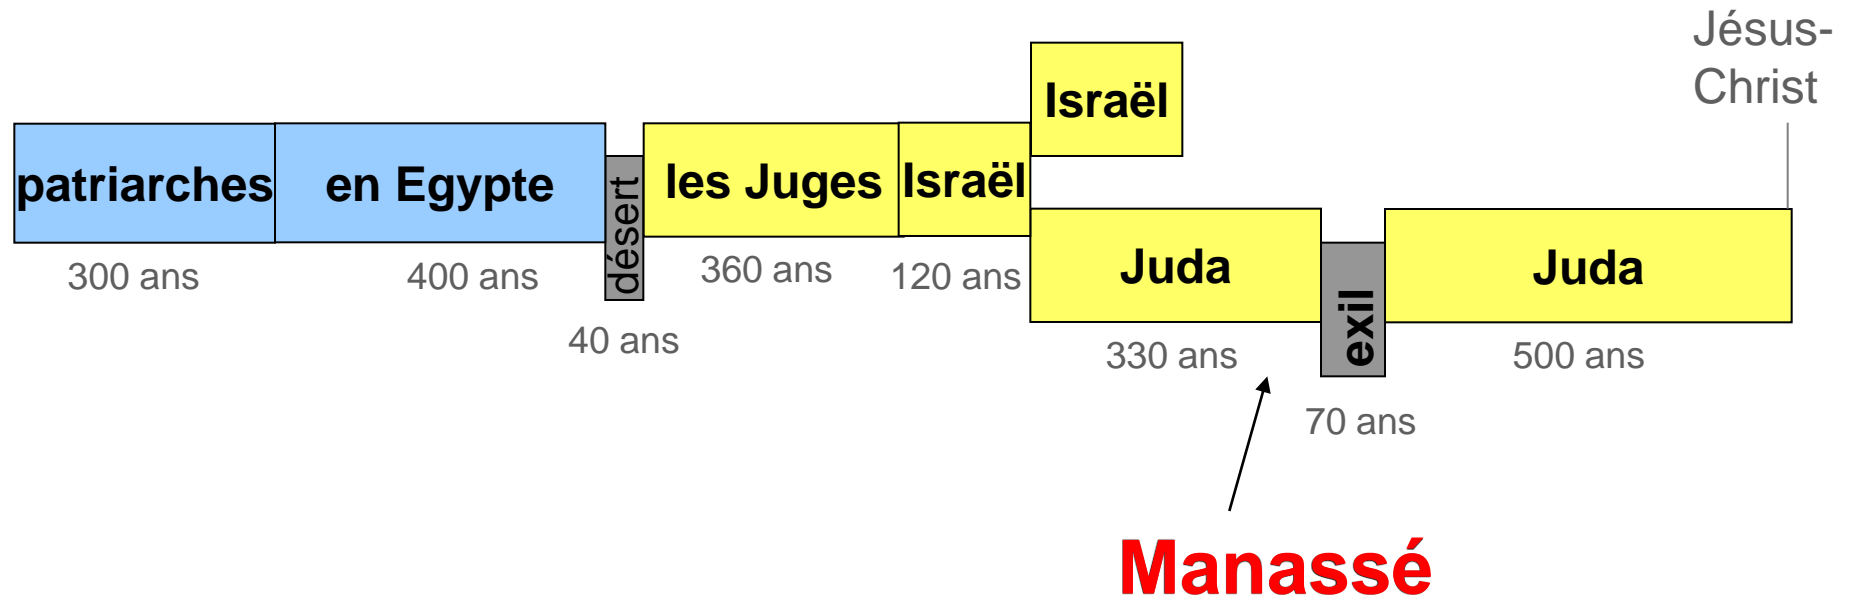 Jésus-
Christ
Israël
patriarches
en Egypte
désert
les Juges
Israël
Juda
exil
Juda
300 ans
400 ans
40 ans
360 ans
120 ans
330 ans
70 ans
500 ans
Manassé